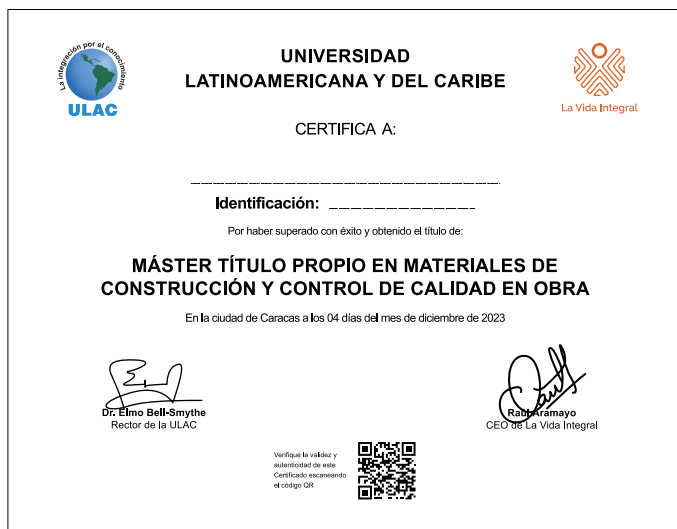 La integración por el conocimiento
ULAC
UNIVERSIDAD
LATINOAMERICANA Y DEL CARIBE
La Vida Integral
CERTIFICA A:
Identificación:
Por haber superado con éxito y obtenido el título de:
MÁSTER TÍTULO PROPIO EN MATERIALES DE
CONSTRUCCIÓN Y CONTROL DE CALIDAD EN OBRA
En la ciudad de Caracas a los 04 días del mes de diciembre de 2023
Dr. Elmo Bell-Smythe
Rector de la ULAC
Raúl Aramayo
CEO de La Vida Integral
Verifique la validez y
autenticidad de este
Certificado escaneando
el código QR